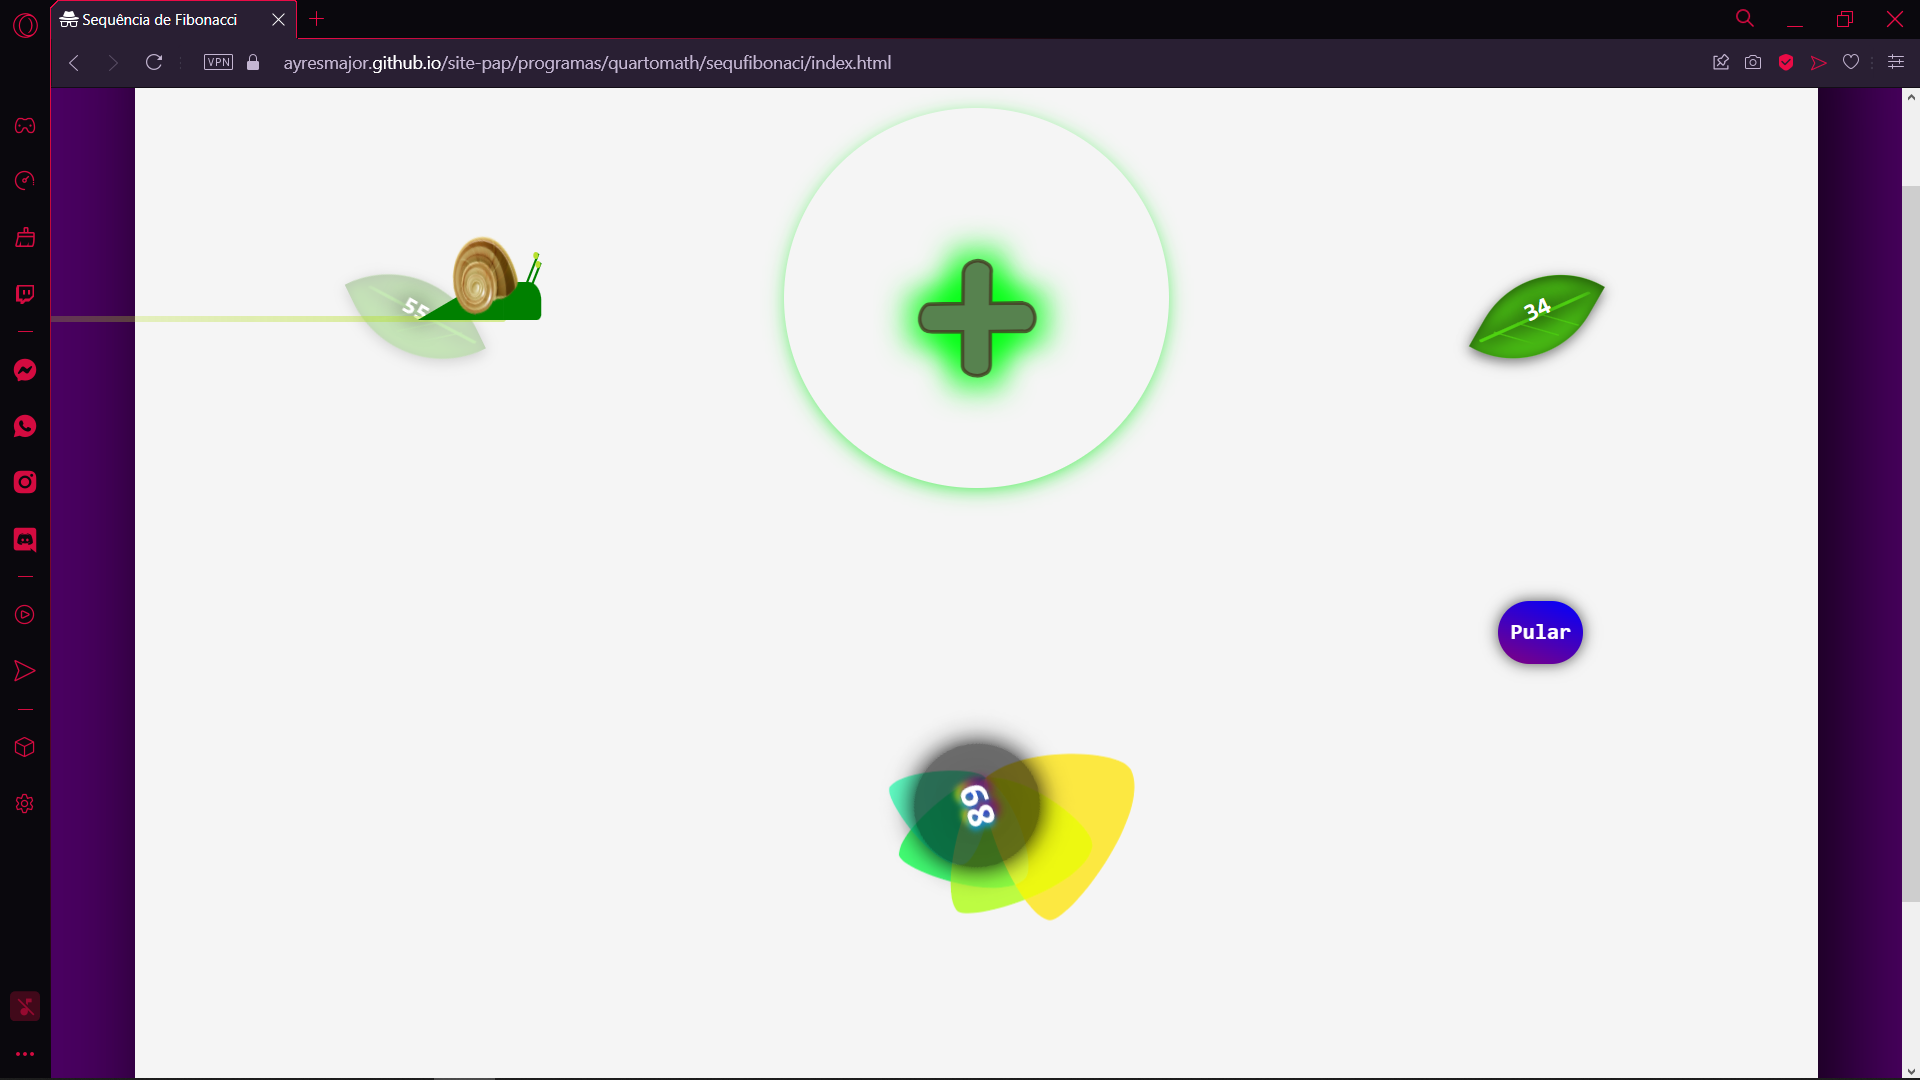 Sequência de Fibonacci
VPN
ayresmajor.github.io/site-pap/programas/quartomath/sequfibonaci/index.html
55
34
Pular
89